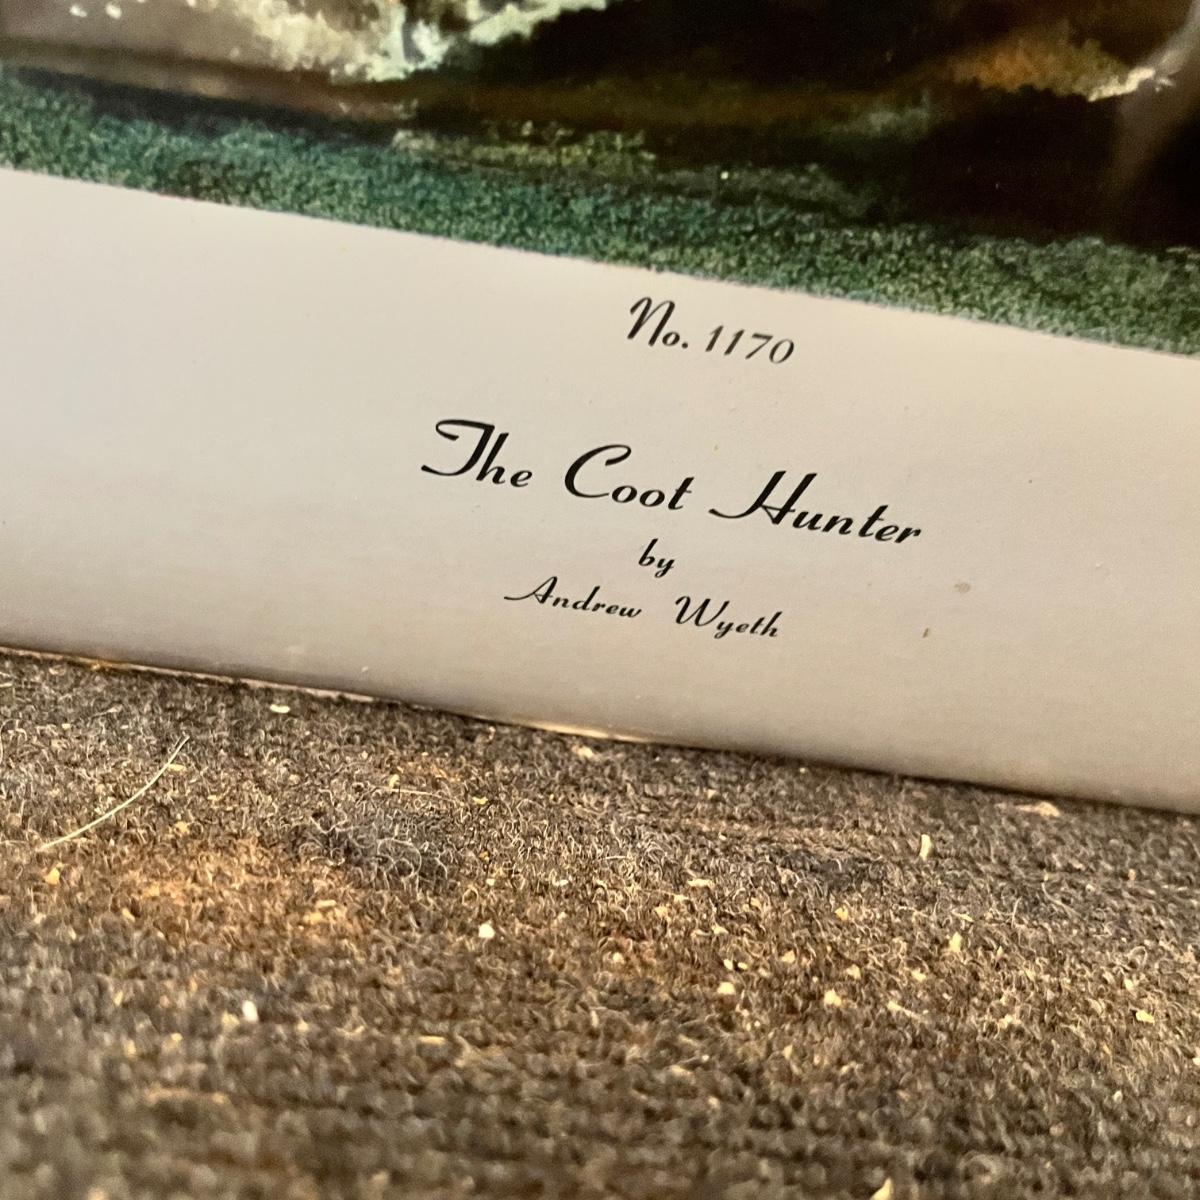 No. 1170
The Coot Hunter
by
Andrew Wyeth